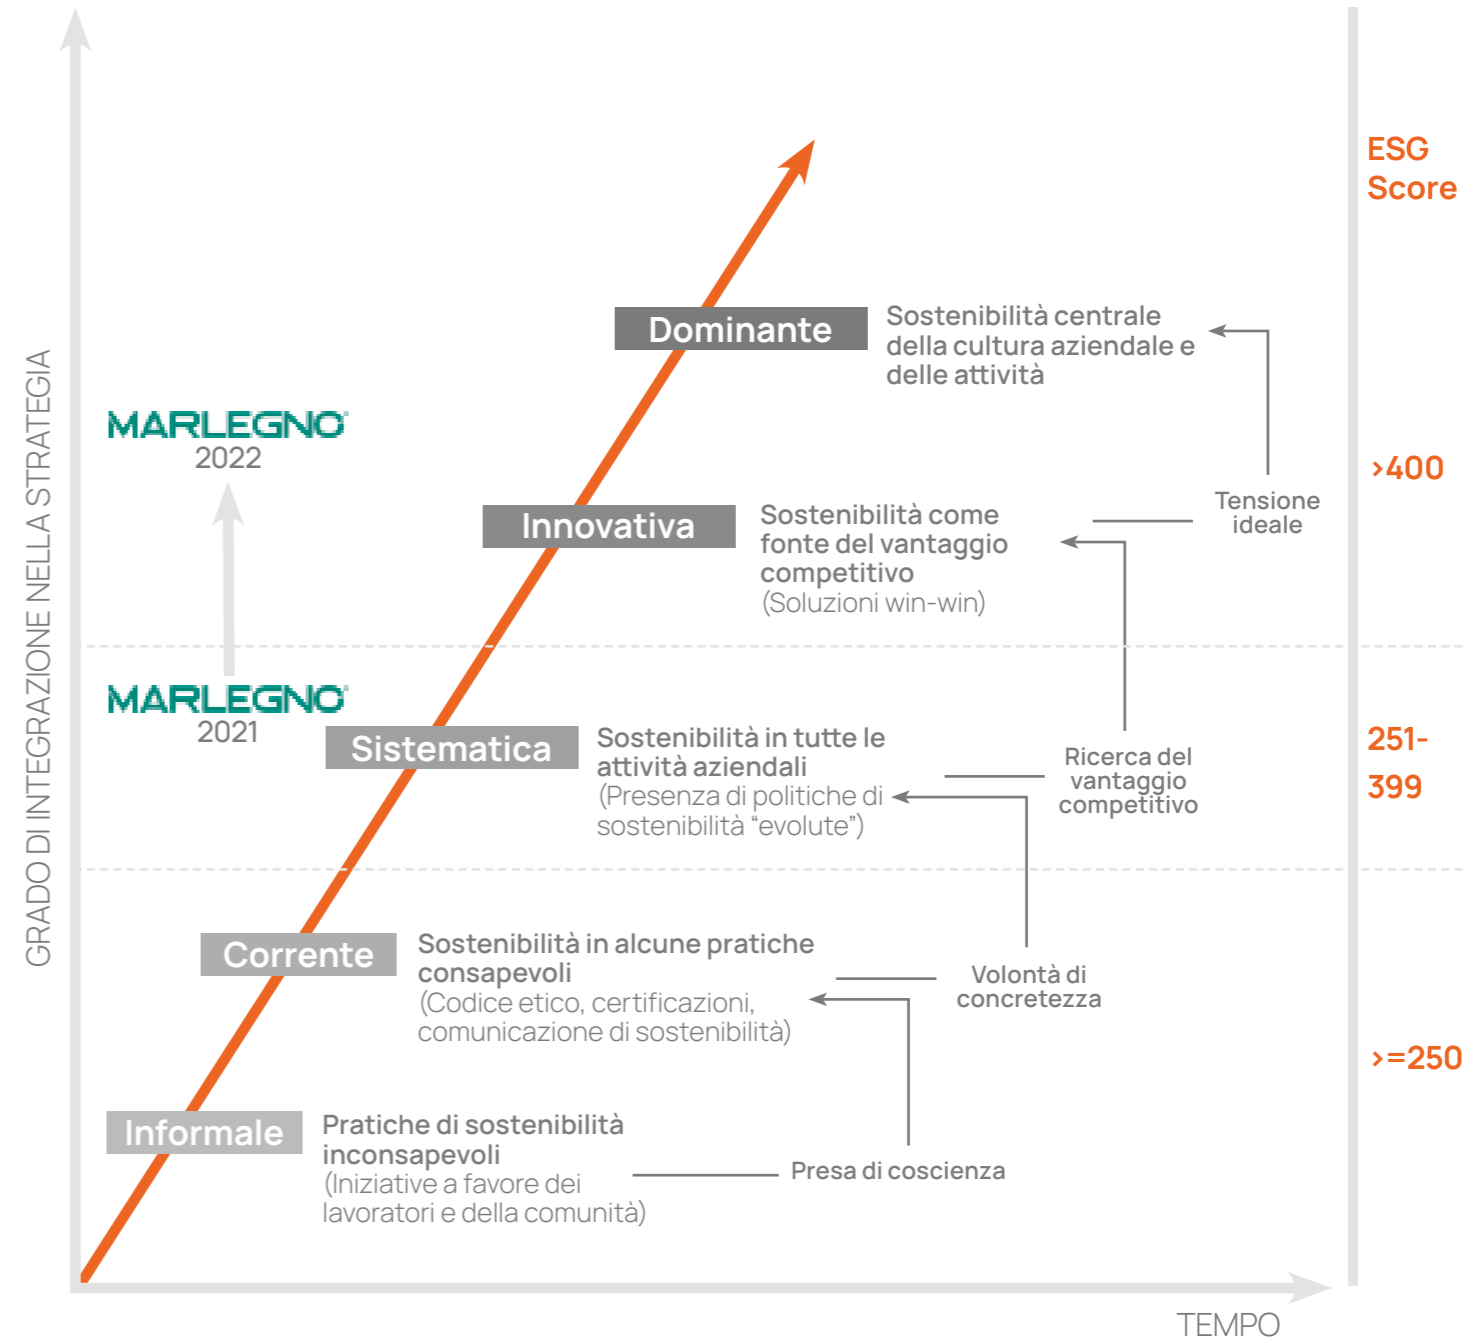 GRADO DI INTEGRAZIONE NELLA STRATEGIA
ESG
Score
Dominante
Sostenibilità centrale
della cultura aziendale e
delle attività
MARLEGNO
2022
>400
Tensione
ideale
Innovativa
Sostenibilità come
fonte del vantaggio
competitivo
(Soluzioni win-win)
MARLEGNO
2021
Sistematica
Sostenibilità in tutte le
attività aziendali
(Presenza di politiche di
sostenibilità “evolute”)
Ricerca del
vantaggio
competitivo
251-
399
Corrente
Sostenibilità in alcune pratiche
consapevoli
(Codice etico, certificazioni,
comunicazione di sostenibilità)
Volontà di
concretezza
>=250
Informale
Pratiche di sostenibilità
inconsapevoli
(Iniziative a favore dei
lavoratori e della comunità)
Presa di coscienza
TEMPO